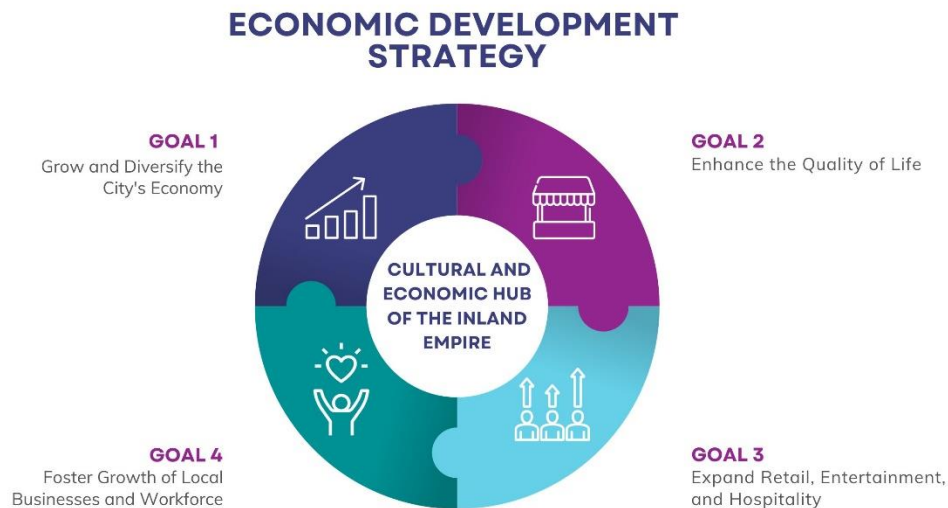 ECONOMIC DEVELOPMENT
STRATEGY
GOAL 1
Grow and Diversify the
City's Economy
GOAL 2
Enhance the Quality of Life
CULTURAL AND
ECONOMIC HUB
OF THE INLAND
EMPIRE
GOAL 4
Foster Growth of Local
Businesses and Workforce
GOAL 3
Expand Retail, Entertainment,
and Hospitality